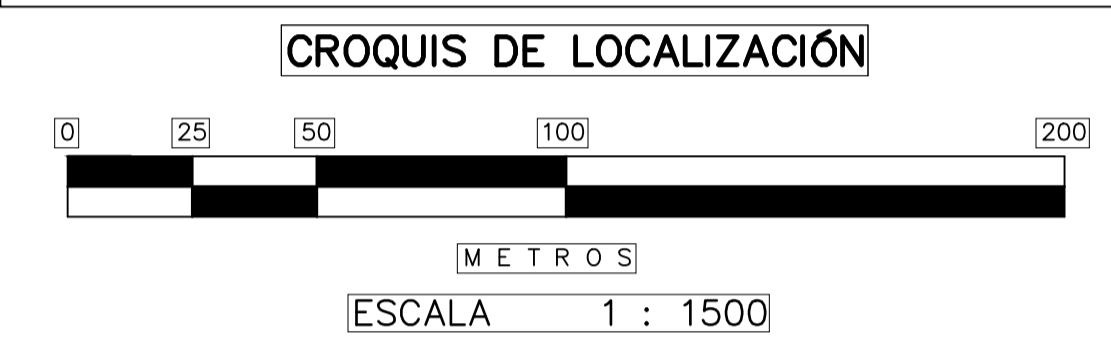 CROQUIS DE LOCALIZACIÓN
0 25 50 100 200
METROS
ESCALA 1 : 1500